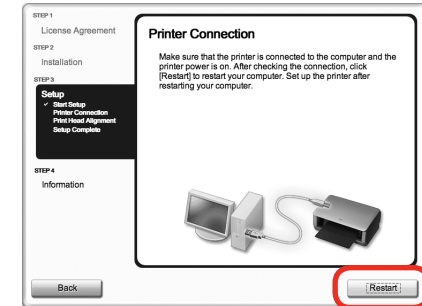 STEP 1
License Agreement
STEP 2
Installation
STEP 3
Setup
✓ Start Setup
Printer Connection
Print Head Alignment
Setup Complete
STEP 4
Information
Printer Connection
Make sure that the printer is connected to the computer and the
printer power is on. After checking the connection, click
[Restart] to restart your computer. Set up the printer after
restarting your computer.
Back
Restart